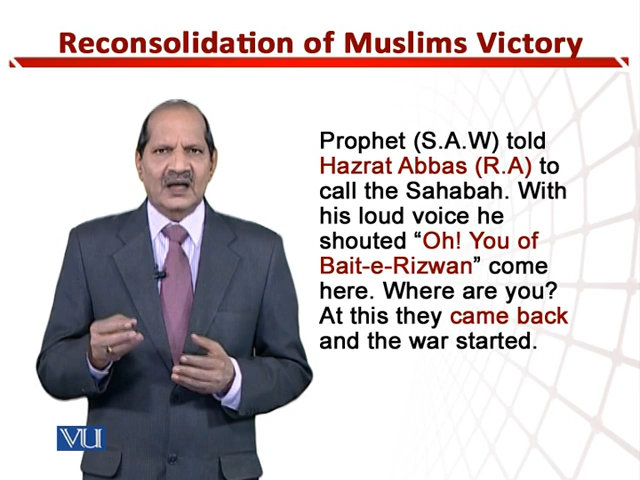 Reconsolidation of Muslims Victory
Prophet (S.A.W) told
Hazrat Abbas (R.A) to
call the Sahabah. With
his loud voice he
shouted “Oh! You of
Bait-e-Rizwan” come
here. Where are you?
At this they came back
and the war started.
VU